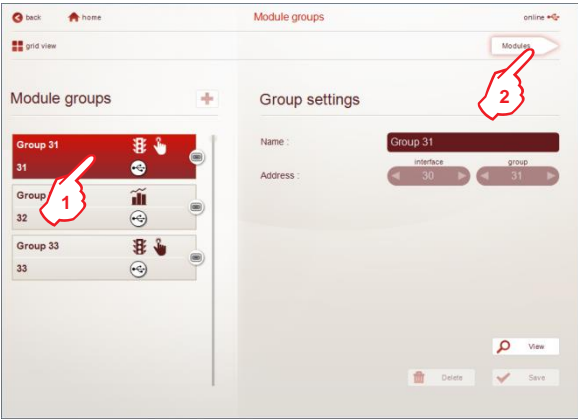 back
home
Module groups
online
grid view
Modules
2
Module groups
Group settings
Group 31
31
Group
1
32
Group 33
33
Name :
Group 31
interface
group
Address :
30
31
View
Delete
Save